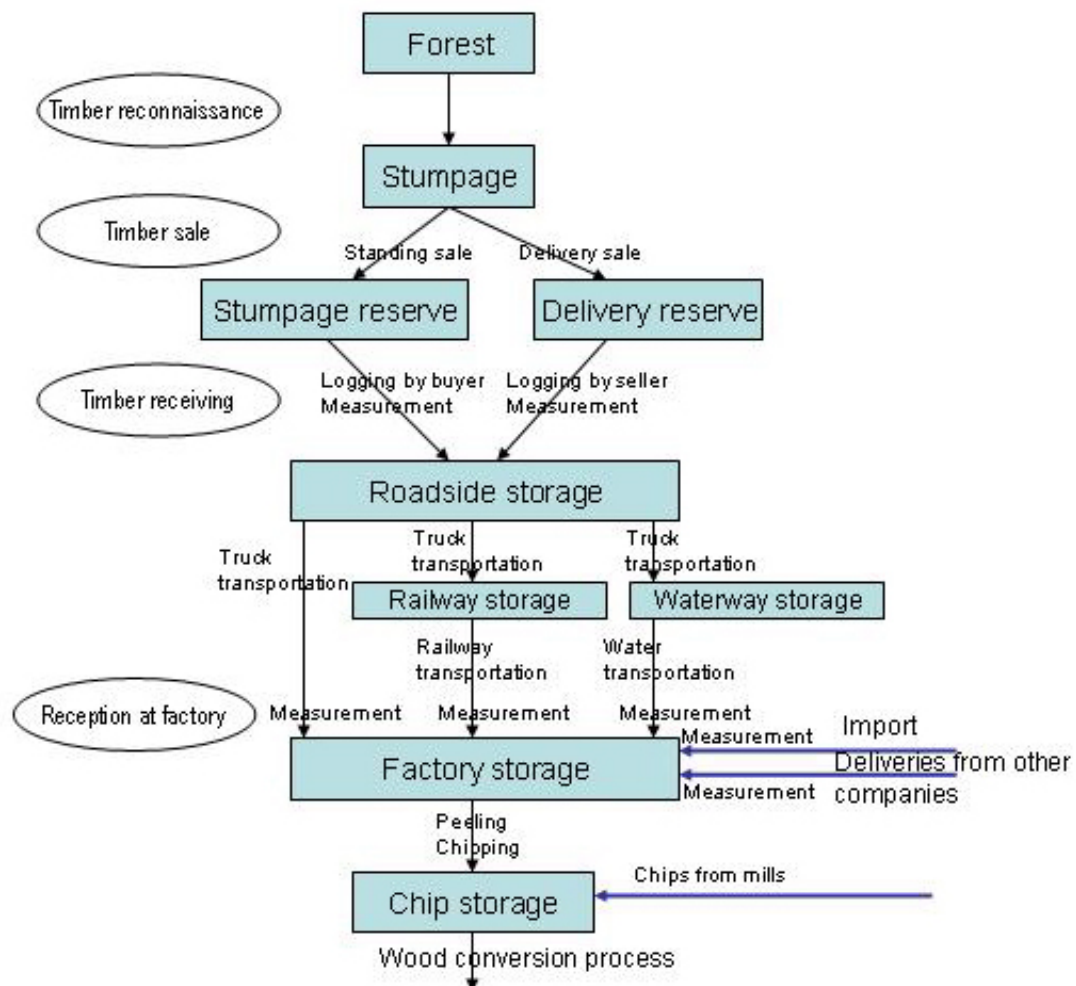 Forest
Timber reconnaissance
Stumpage
Timber sale
Standing sale
Delivery sale
Stumpage reserve
Delivery reserve
Timber receiving
Logging by buyer
Measurement
Logging by seller
Measurement
Roadside storage
Truck
transportation
Truck
transportation
Truck
transportation
Railway storage
Waterway storage
Railway
transportation
Water
transportation
Reception at factory
Measurement
Measurement
Measurement
Measurement
Import
Factory storage
Deliveries from other
companies
Measurement
Peeling
Chipping
Chips from mills
Chip storage
Wood conversion process